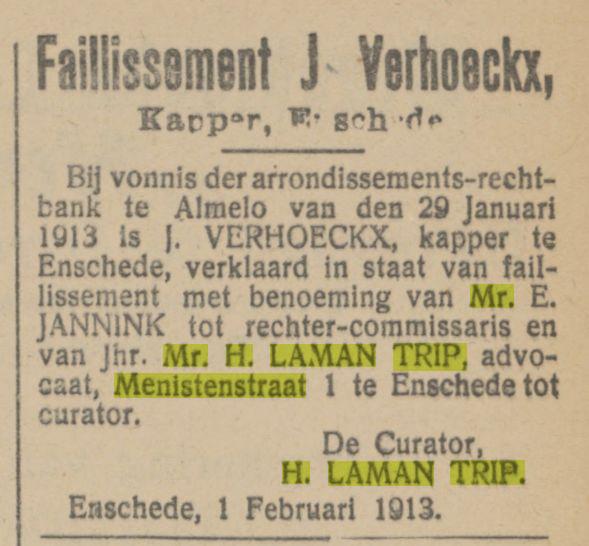 Faillissement J. Verhoeckx,
Kapper, Enschede
Bij vonnis der arrondissements-recht-
bank te Almelo van den 29 Januari
1913 is J. VERHOECKX, kapper te
Enschede, verklaard in staat van fail-
lissement met benoeming van Mr. E.
JANNINK tot rechter-commissaris en
van Jhr. Mr. H. LAMAN TRIP, advo-
caat, Menistenstraat 1 te Enschede tot
curator.
De Curator,
H. LAMAN TRIP.
Enschede, 1 Februari 1913.